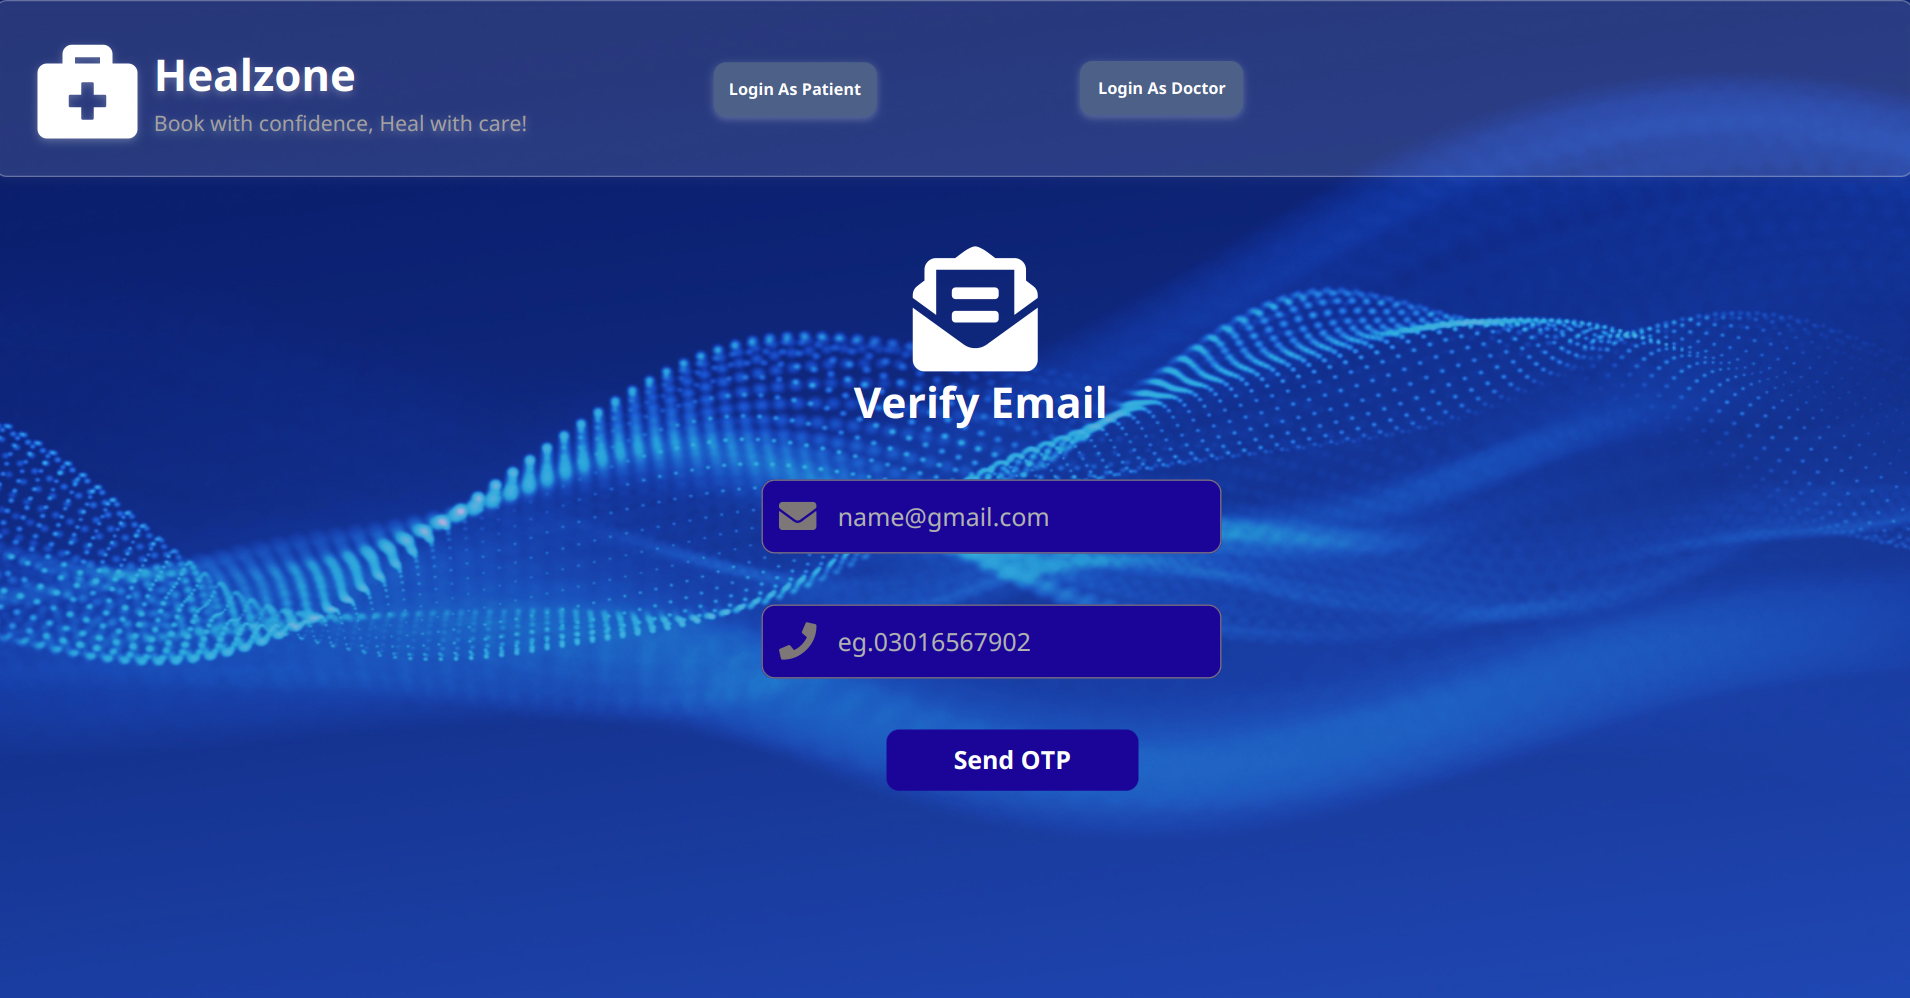 Healzone
Book with confidence, Heal with care!
Login As Patient
Login As Doctor
Verify Email
name@gmail.com
eg.03016567902
Send OTP